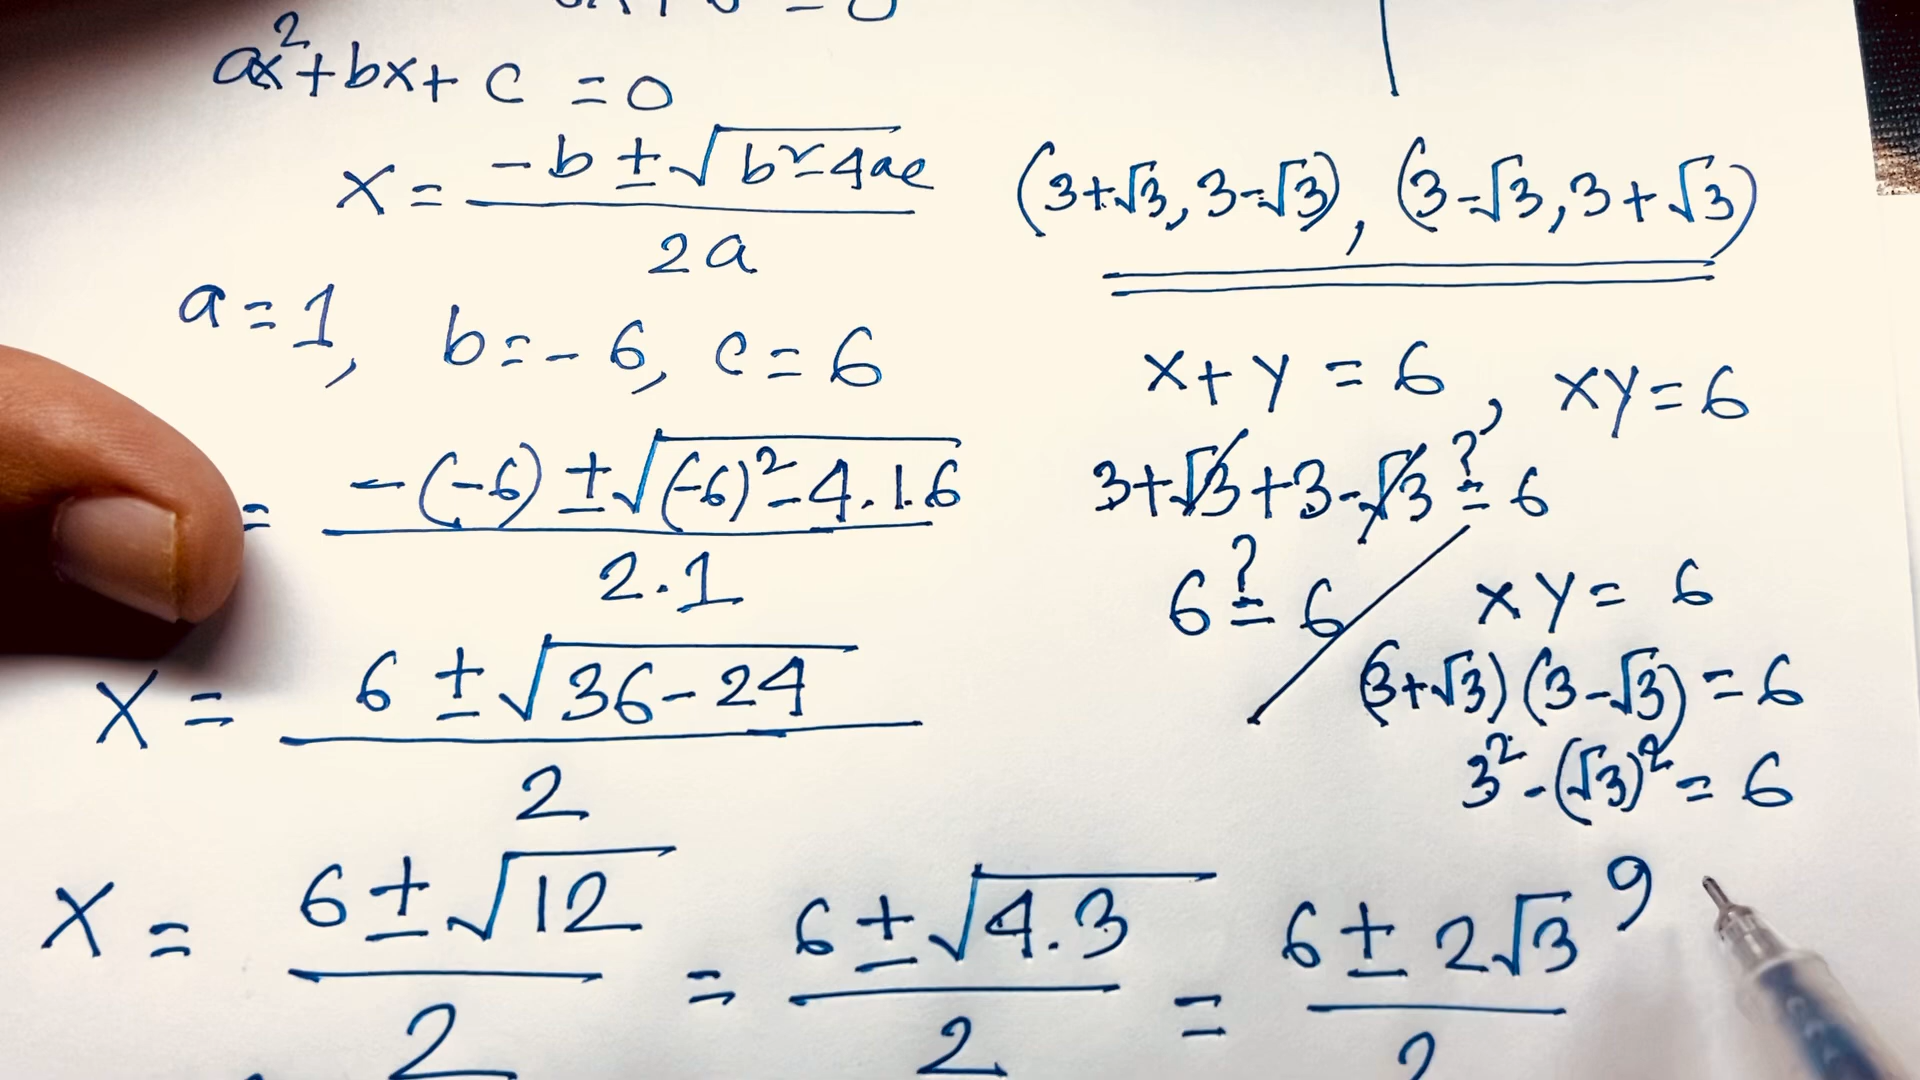 ax²+bx+c = 0
x = (-b ± √(b²-4ac)) / 2a
a = 1, b = -6, c = 6
= (-(-6) ± √((-6)²-4.1.6)) / 2.1
x = (6 ± √(36-24)) / 2
x = (6 ± √12) / 2 = (6 ± √(4.3)) / 2 = (6 ± 2√3) / 2
(3+√3, 3-√3), (3-√3, 3+√3)
x+y = 6, xy = 6
3+√3+3-√3 ≟ 6
6 ≟ 6
xy = 6
(3+√3)(3-√3) = 6
3²-(√3)² = 6
9